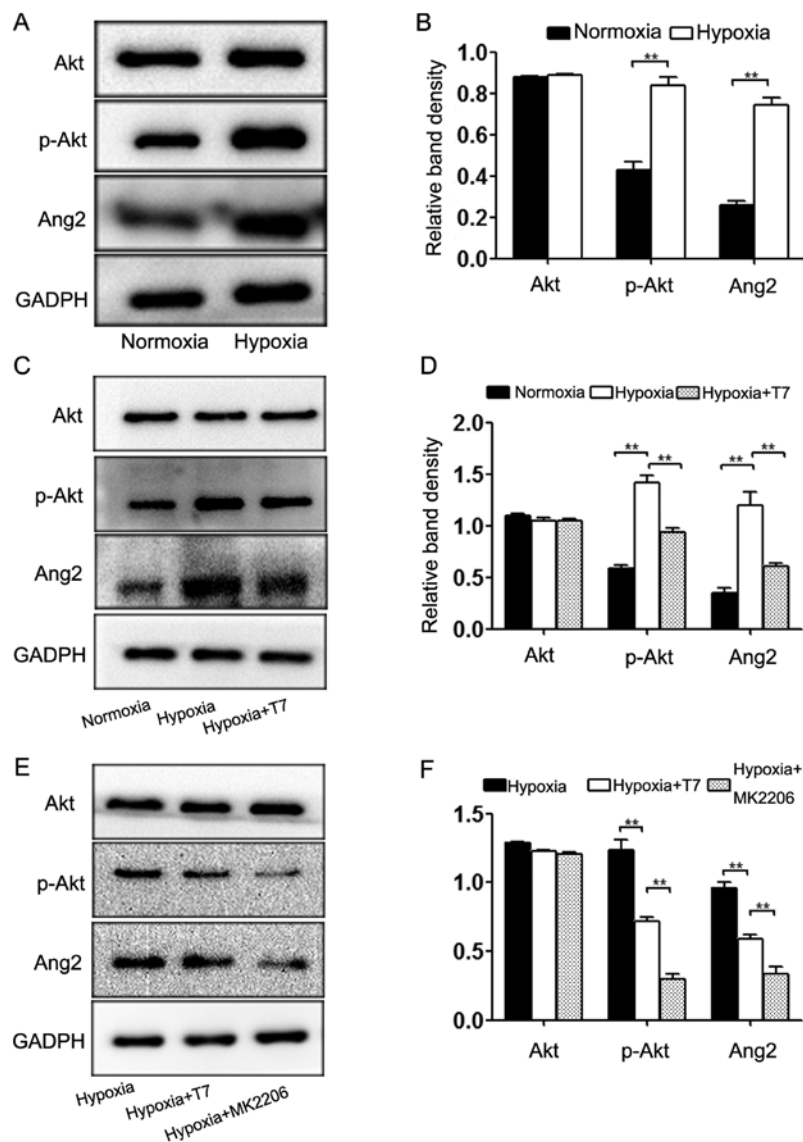 A
Akt
p-Akt
Ang2
GADPH
Normoxia Hypoxia
B
Normoxia Hypoxia
Relative band density
1.0
0.8
0.6
0.4
0.2
0.0
**
**
Akt p-Akt Ang2
C
Akt
p-Akt
Ang2
GADPH
Normoxia Hypoxia Hypoxia+T7
D
Normoxia Hypoxia Hypoxia+T7
Relative band density
2.0
1.5
1.0
0.5
0.0
** **
** **
Akt p-Akt Ang2
E
Akt
p-Akt
Ang2
GADPH
Hypoxia Hypoxia+T7 Hypoxia+MK2206
F
Hypoxia Hypoxia+T7 Hypoxia+
MK2206
1.5
1.0
0.5
0.0
** **
** **
Akt p-Akt Ang2